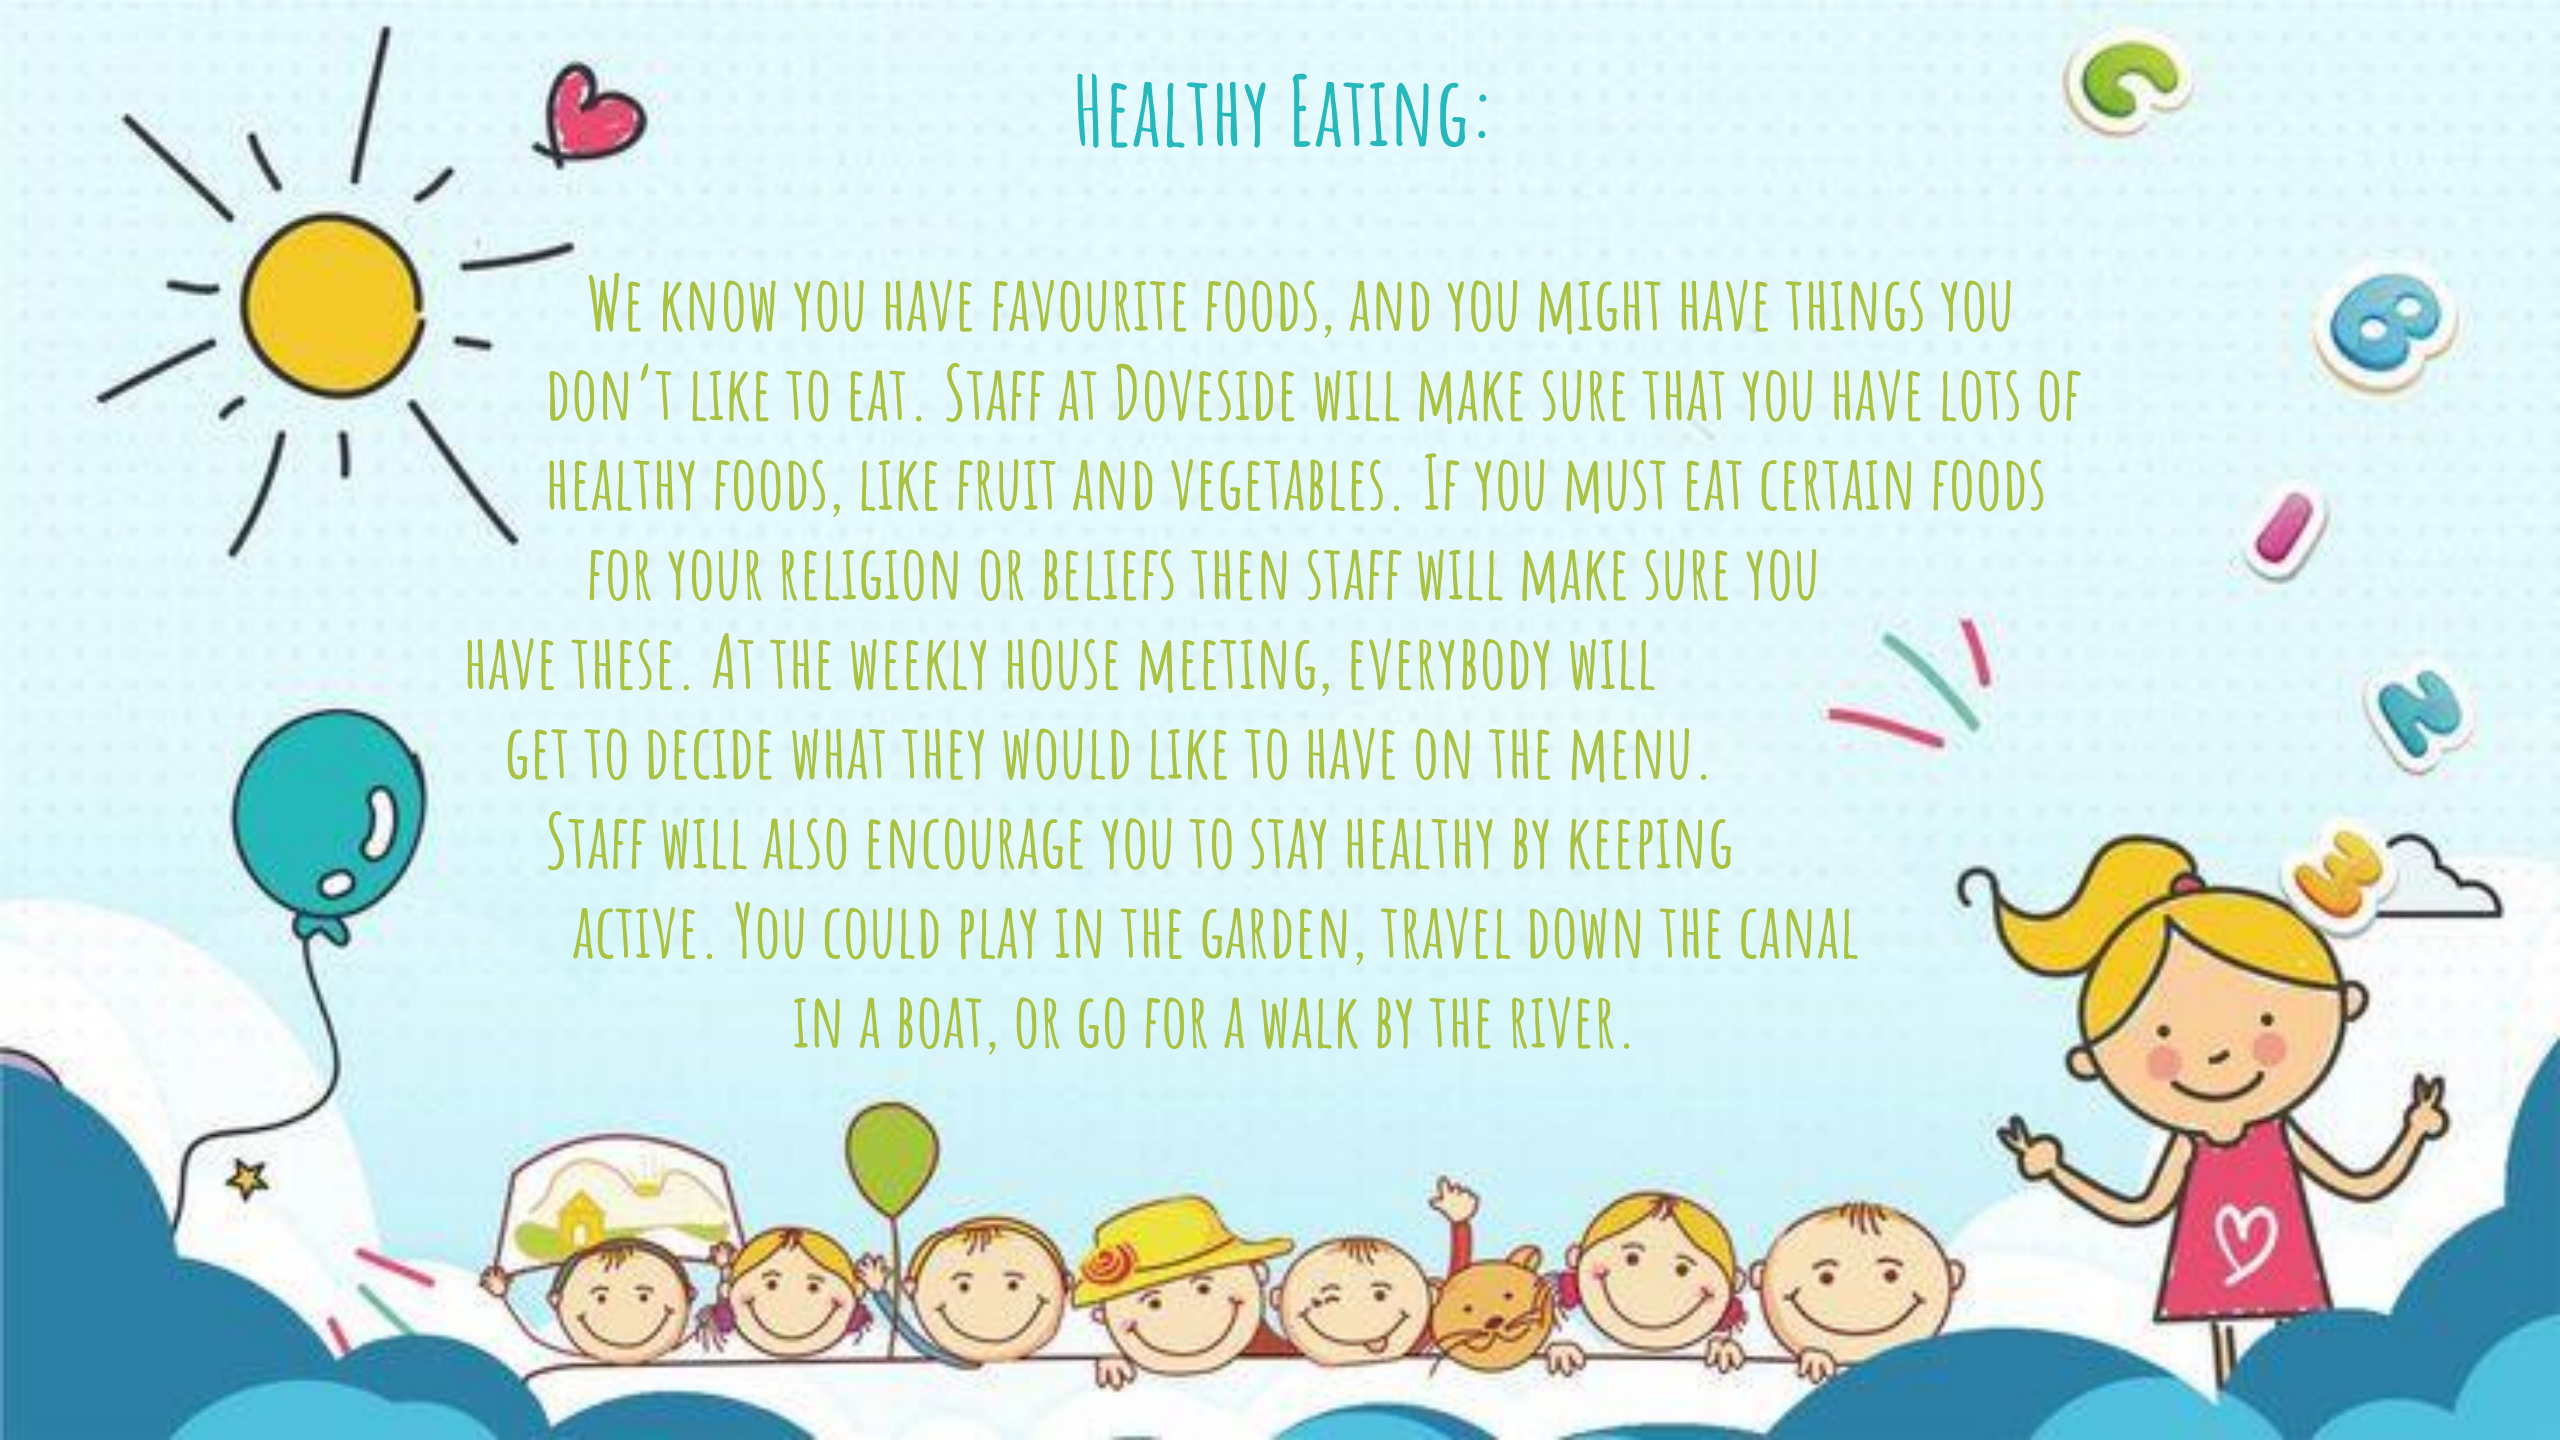 Healthy Eating:
We know you have favourite foods, and you might have things you
don't like to eat. Staff at Doveside will make sure that you have lots of
healthy foods, like fruit and vegetables. If you must eat certain foods
for your religion or beliefs then staff will make sure you
have these. At the weekly house meeting, everybody will
get to decide what they would like to have on the menu.
Staff will also encourage you to stay healthy by keeping
active. You could play in the garden, travel down the canal
in a boat, or go for a walk by the river.
C
B
I
N
M